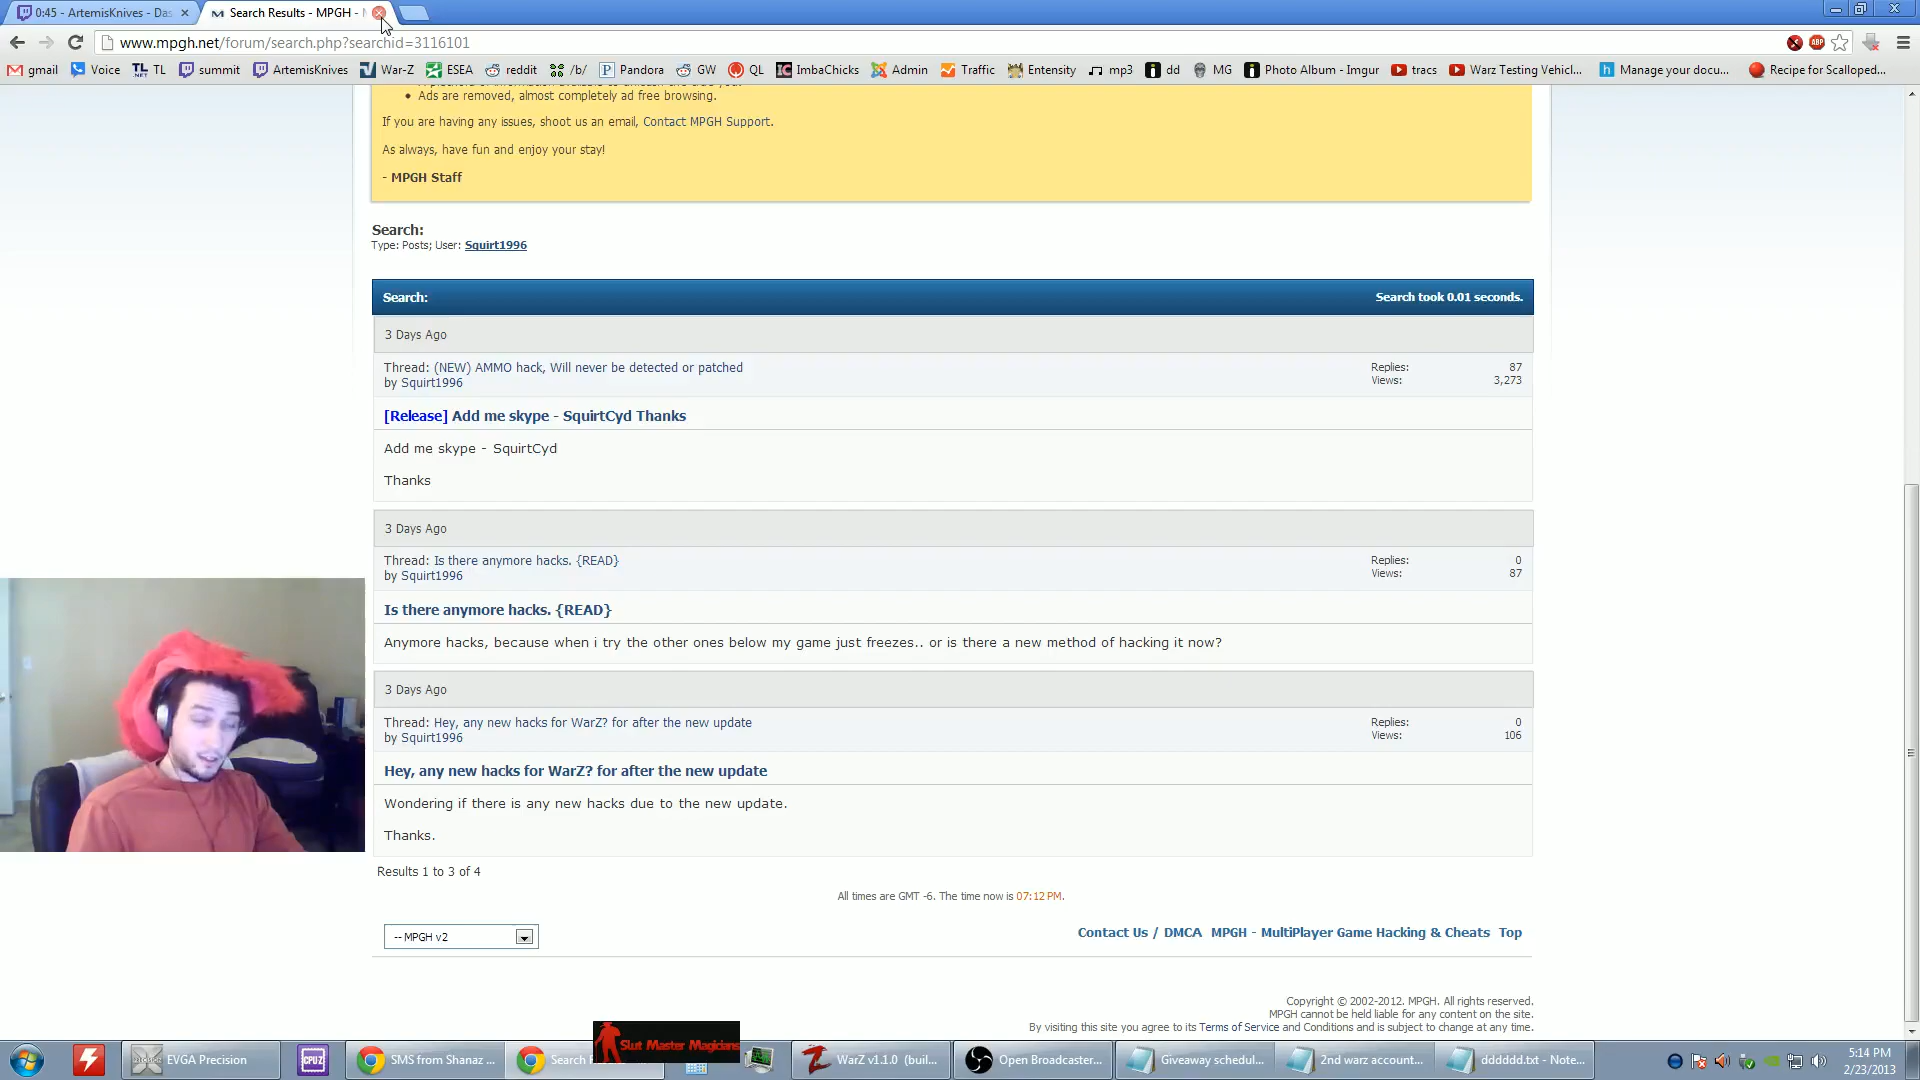 0:45 - ArtemisKnives - Das
Search Results - MPGH -
www.mpgh.net/forum/search.php?searchid=3116101
gmail Voice TL summit ArtemisKnives War-Z ESEA reddit /b/ Pandora GW QL ImbaChicks Admin Traffic Entensity mp3 dd MG Photo Album - Imgur tracs Warz Testing Vehicl... Manage your docu... Recipe for Scalloped...
Ads are removed, almost completely ad free browsing.
If you are having any issues, shoot us an email, Contact MPGH Support.
As always, have fun and enjoy your stay!
- MPGH Staff
Search:
Type: Posts; User: Squirt1996
Search: Search took 0.01 seconds.
3 Days Ago
Thread: (NEW) AMMO hack, Will never be detected or patched Replies: 87
by Squirt1996 Views: 3,273
[Release] Add me skype - SquirtCyd Thanks
Add me skype - SquirtCyd
Thanks
3 Days Ago
Thread: Is there anymore hacks. {READ} Replies: 0
by Squirt1996 Views: 87
Is there anymore hacks. {READ}
Anymore hacks, because when i try the other ones below my game just freezes.. or is there a new method of hacking it now?
3 Days Ago
Thread: Hey, any new hacks for WarZ? for after the new update Replies: 0
by Squirt1996 Views: 106
Hey, any new hacks for WarZ? for after the new update
Wondering if there is any new hacks due to the new update.
Thanks.
Results 1 to 3 of 4
All times are GMT -6. The time now is 07:12 PM.
-- MPGH v2
Contact Us / DMCA MPGH - MultiPlayer Game Hacking & Cheats Top
Copyright © 2002-2012. MPGH. All rights reserved.
MPGH cannot be held liable for any content on the site.
By visiting this site you agree to its Terms of Service and Conditions and is subject to change at any time.
EVGA Precision CPUZ SMS from Shanaz ... Search Slut Master Magicians WarZ v1.1.0 (buil... Open Broadcaster... Giveaway schedul... 2nd warz account... dddddd.txt - Note...
5:14 PM
2/23/2013